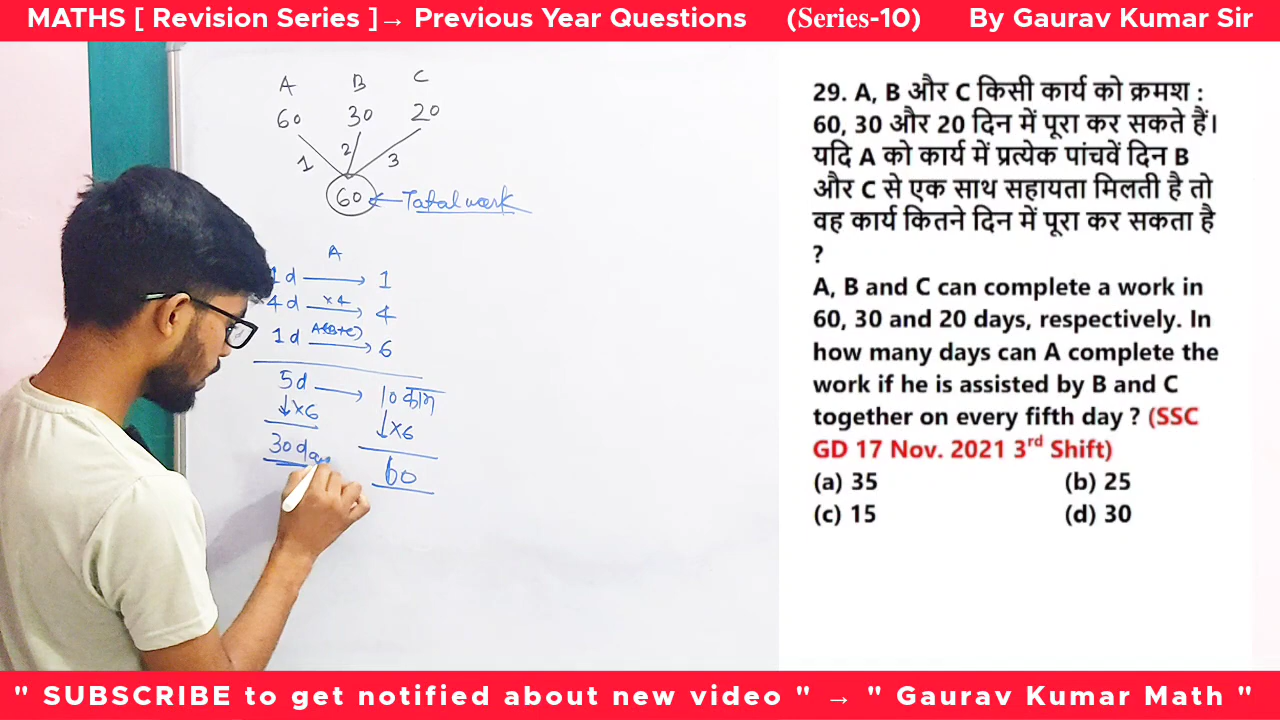 MATHS [ Revision Series ]→ Previous Year Questions (Series-10) By Gaurav Kumar Sir
A B C
60 30 20
1 2 3
60 ← Total work
A
1d → 1
4d ×4 → 4
1d A(B+C) → 6
5d → 10 काम
↓×6 ↓×6
30 day 60
29. A, B और C किसी कार्य को क्रमश :
60, 30 और 20 दिन में पूरा कर सकते हैं।
यदि A को कार्य में प्रत्येक पांचवें दिन B
और C से एक साथ सहायता मिलती है तो
वह कार्य कितने दिन में पूरा कर सकता है
?
A, B and C can complete a work in
60, 30 and 20 days, respectively. In
how many days can A complete the
work if he is assisted by B and C
together on every fifth day ? (SSC
GD 17 Nov. 2021 3rd Shift)
(a) 35 (b) 25
(c) 15 (d) 30
" SUBSCRIBE to get notified about new video " → " Gaurav Kumar Math "